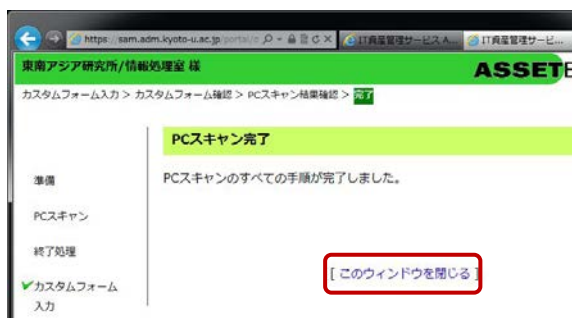 https://sam.adm.kyoto-u.ac.jp/portal/
IT資産管理サービス A...
IT資産管理サービ...
東南アジア研究所/情報処理室 様
ASSET
カスタムフォーム入力 > カスタムフォーム確認 > PCスキャン結果確認 > 完了
PCスキャン完了
準備
PCスキャンのすべての手順が完了しました。
PCスキャン
終了処理
[ このウィンドウを閉じる ]
カスタムフォーム
入力